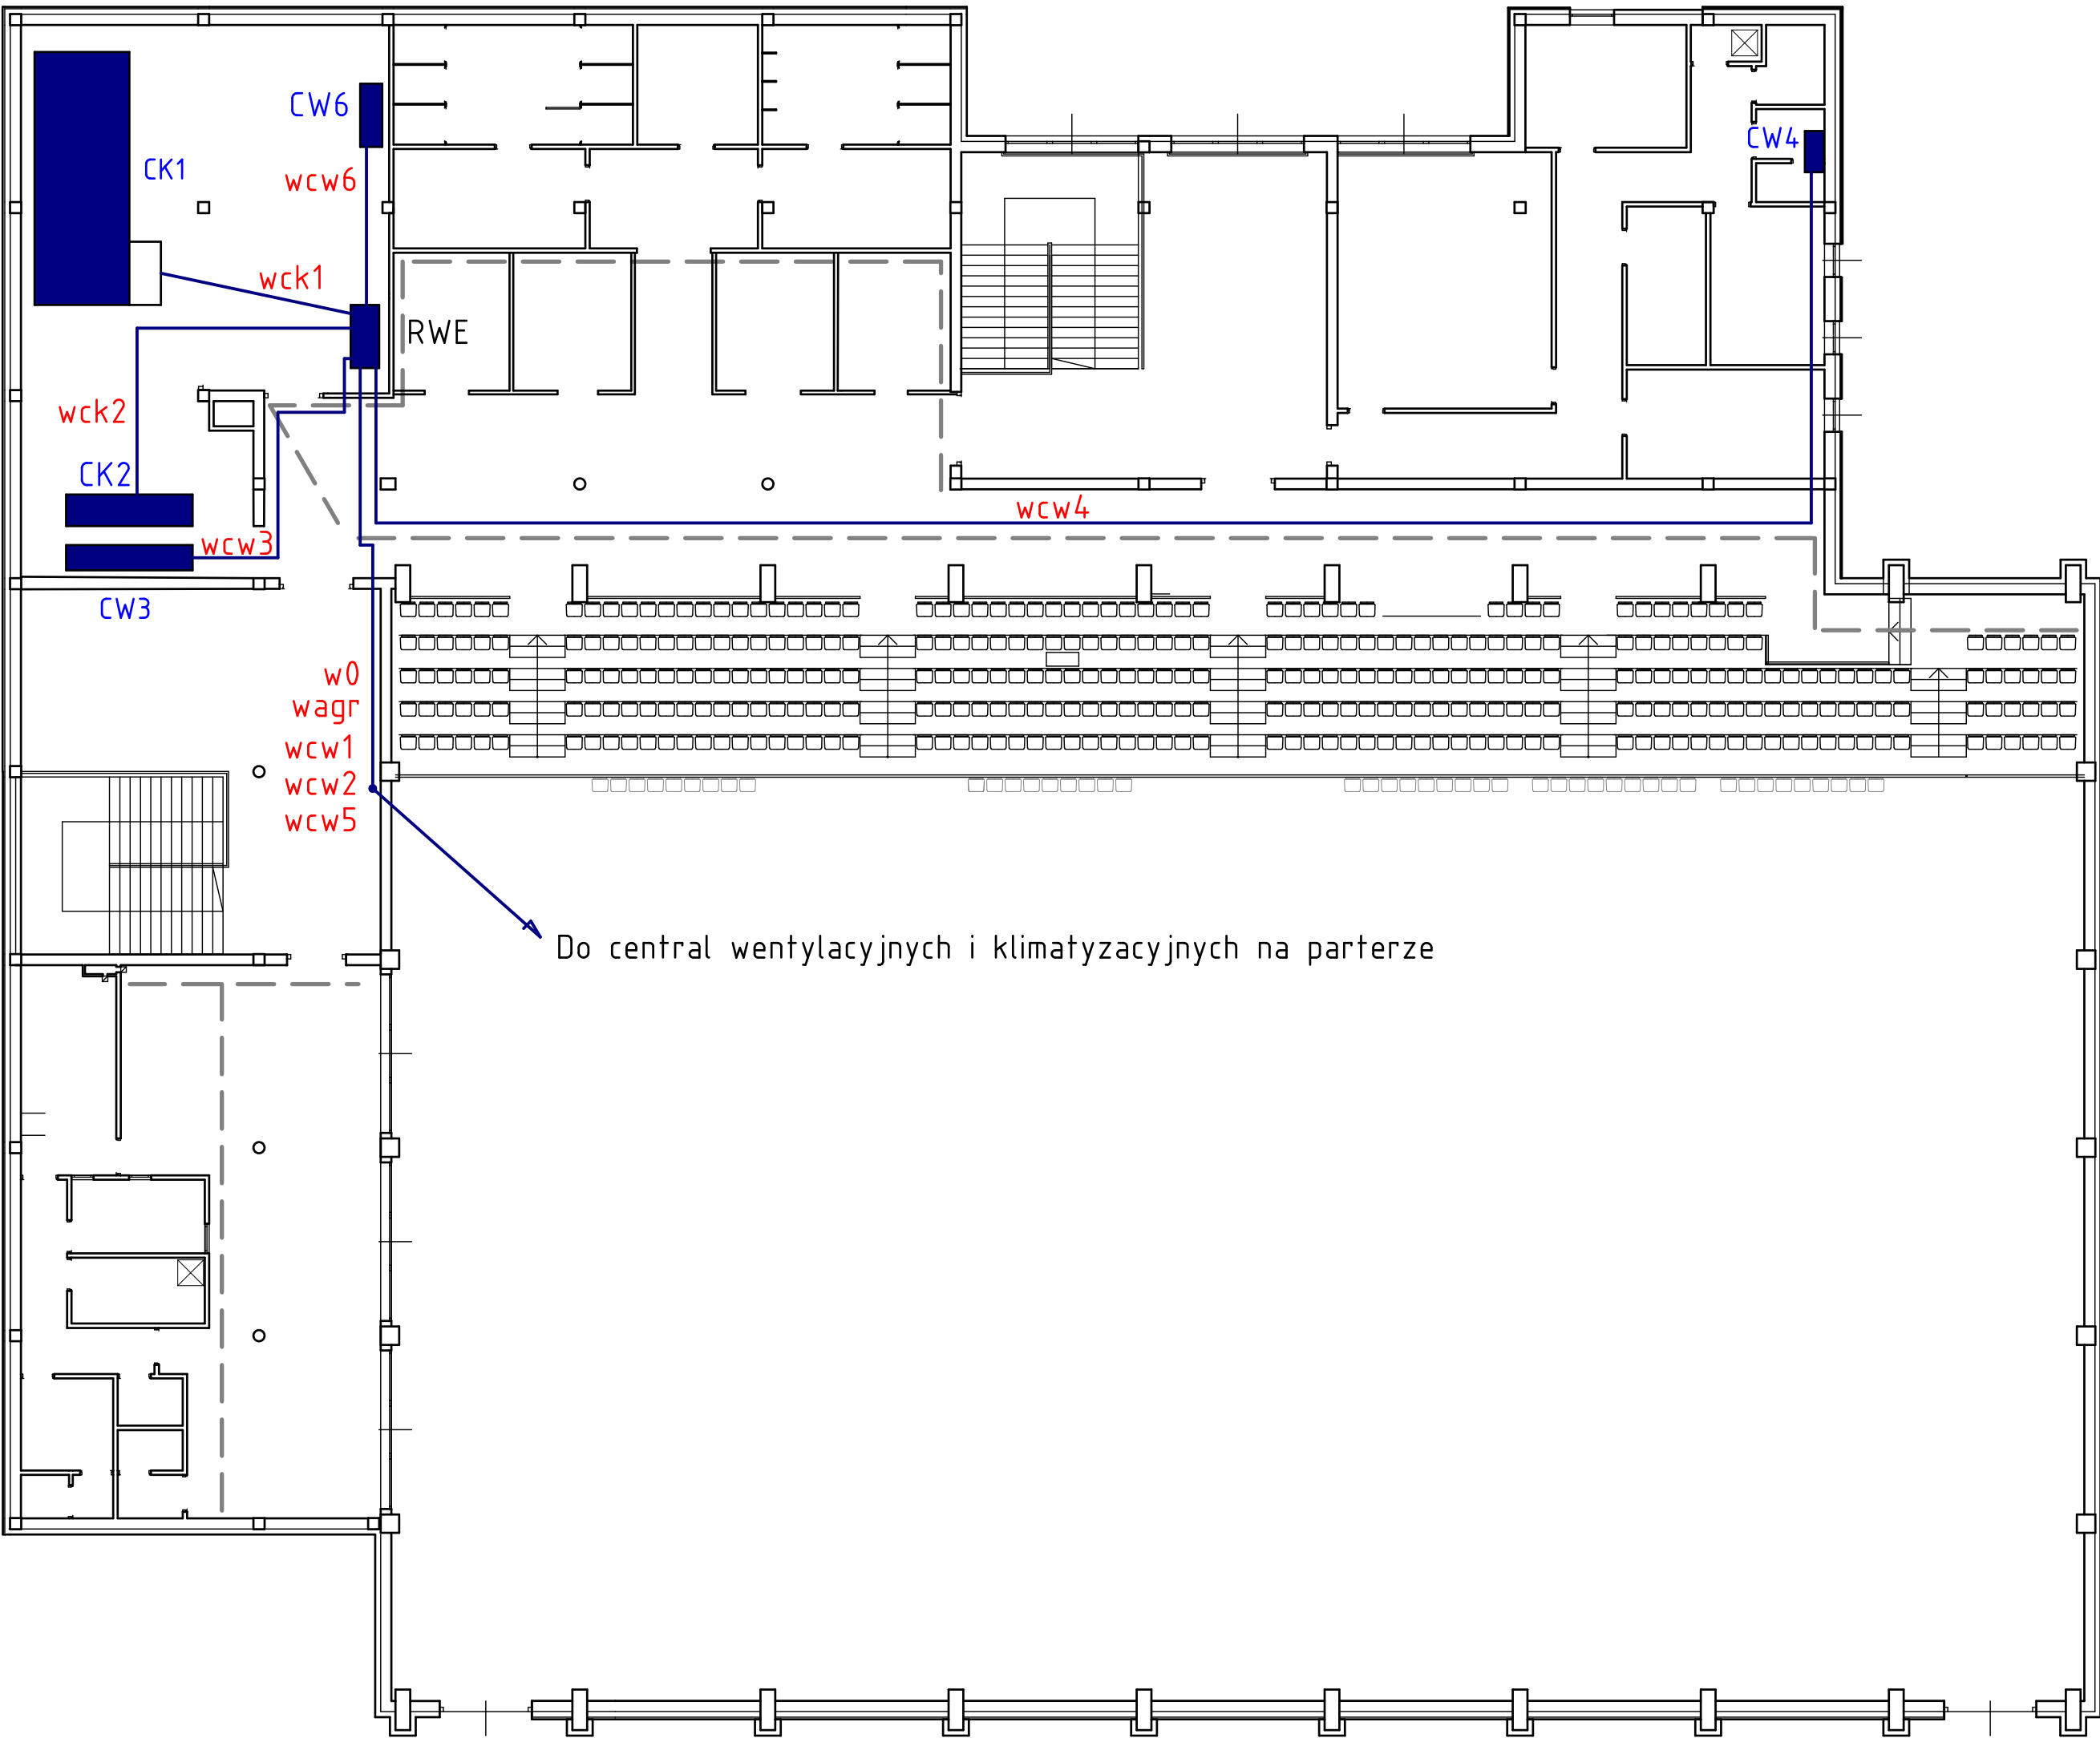 CW6
CW4
CK1
wcw6
wck1
RWE
wck2
CK2
wcw4
wcw3
CW3
w0
wagr
wcw1
wcw2
wcw5
Do central wentylacyjnych i klimatyzacyjnych na parterze